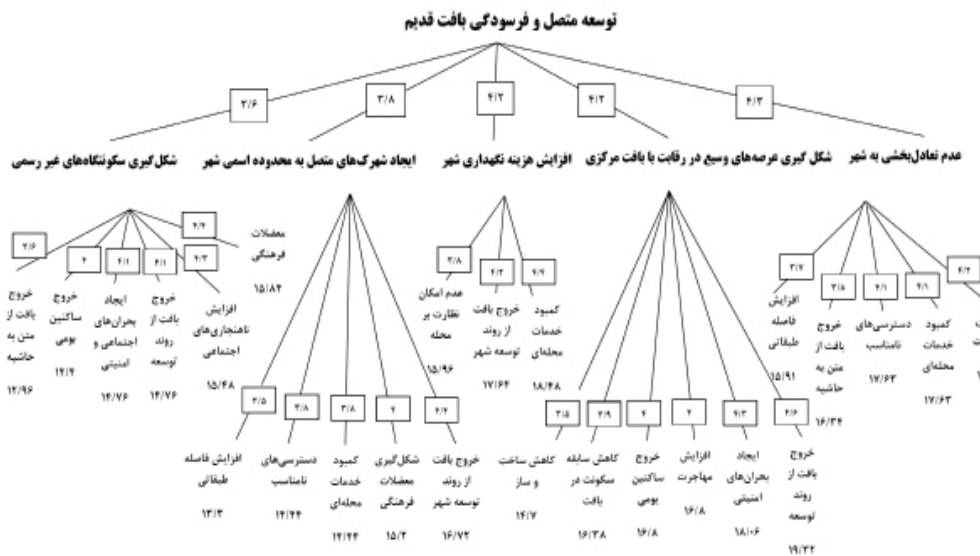 توسعه متصل و فرسودگی بافت قدیم
۴/۳
۴/۲
۴/۲
۳/۸
۳/۶
عدم تعادل‌بخشی به شهر
شکل گیری عرصه‌های وسیع در رقابت با بافت مرکزی
افزایش هزینه نگهداری شهر
ایجاد شهرک‌های متصل به محدوده اسمی شهر
شکل‌گیری سکونتگاه‌های غیر رسمی
۴/۱
۴/۱
۳/۸
۳/۷
کمبود
خدمات
محله‌ای
۱۷/۶۳
دسترسی‌های
نامناسب
۱۷/۶۳
خروج
بافت از
متن به
حاشیه
۱۶/۳۴
افزایش
فاصله
طبقاتی
۱۵/۹۱
۴/۶
۴/۳
۴
۴
۳/۹
۳/۵
خروج
بافت از
روند
توسعه
۱۹/۳۲
ایجاد
بحران‌های
امنیتی
۱۸/۰۶
افزایش
مهاجرت
۱۶/۸
خروج
ساکنین
بومی
۱۶/۸
کاهش سابقه
سکونت در
بافت
۱۶/۳۸
کاهش ساخت
و ساز
۱۴/۷
۴/۴
۴/۲
۳/۸
کمبود
خدمات
محله‌ای
۱۸/۴۸
خروج بافت
از روند
توسعه شهر
۱۷/۶۴
عدم امکان
نظارت بر
محله
۱۵/۹۶
۴/۴
۴
۳/۸
۳/۸
۳/۵
خروج بافت
از روند
توسعه شهر
۱۶/۷۲
شکل‌گیری
معضلات
فرهنگی
۱۵/۲
کمبود
خدمات
محله‌ای
۱۴/۴۴
دسترسی‌های
نامناسب
۱۴/۴۴
افزایش فاصله
طبقاتی
۱۳/۳
۴/۴
۴/۳
۴/۱
۴/۱
۴
۳/۶
معضلات
فرهنگی
۱۵/۸۴
افزایش
ناهنجاری‌های
اجتماعی
۱۵/۴۸
خروج
بافت از
روند
توسعه
۱۴/۷۶
ایجاد
بحران‌های
اجتماعی و
امنیتی
۱۴/۷۶
خروج
ساکنین
بومی
۱۴/۴
خروج
بافت از
متن به
حاشیه
۱۲/۹۶